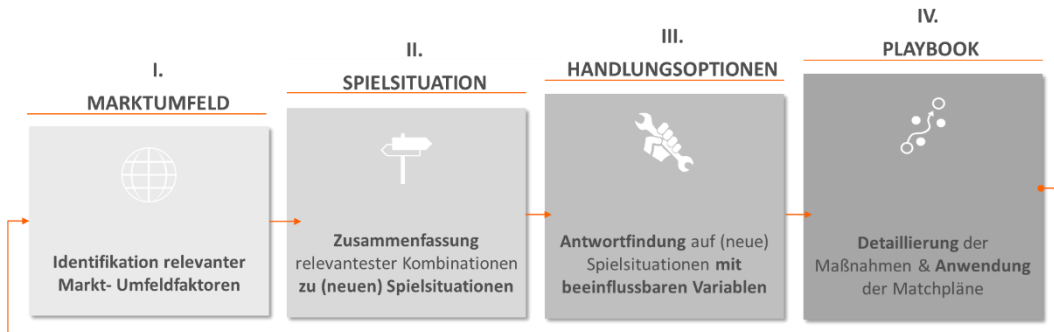 I.
MARKTUMFELD
Identifikation relevanter
Markt- Umfeldfaktoren
II.
SPIELSITUATION
Zusammenfassung
relevantester Kombinationen
zu (neuen) Spielsituationen
III.
HANDLUNGSOPTIONEN
Antwortfindung auf (neue)
Spielsituationen mit
beeinflussbaren Variablen
IV.
PLAYBOOK
Detaillierung der
Maßnahmen & Anwendung
der Matchpläne